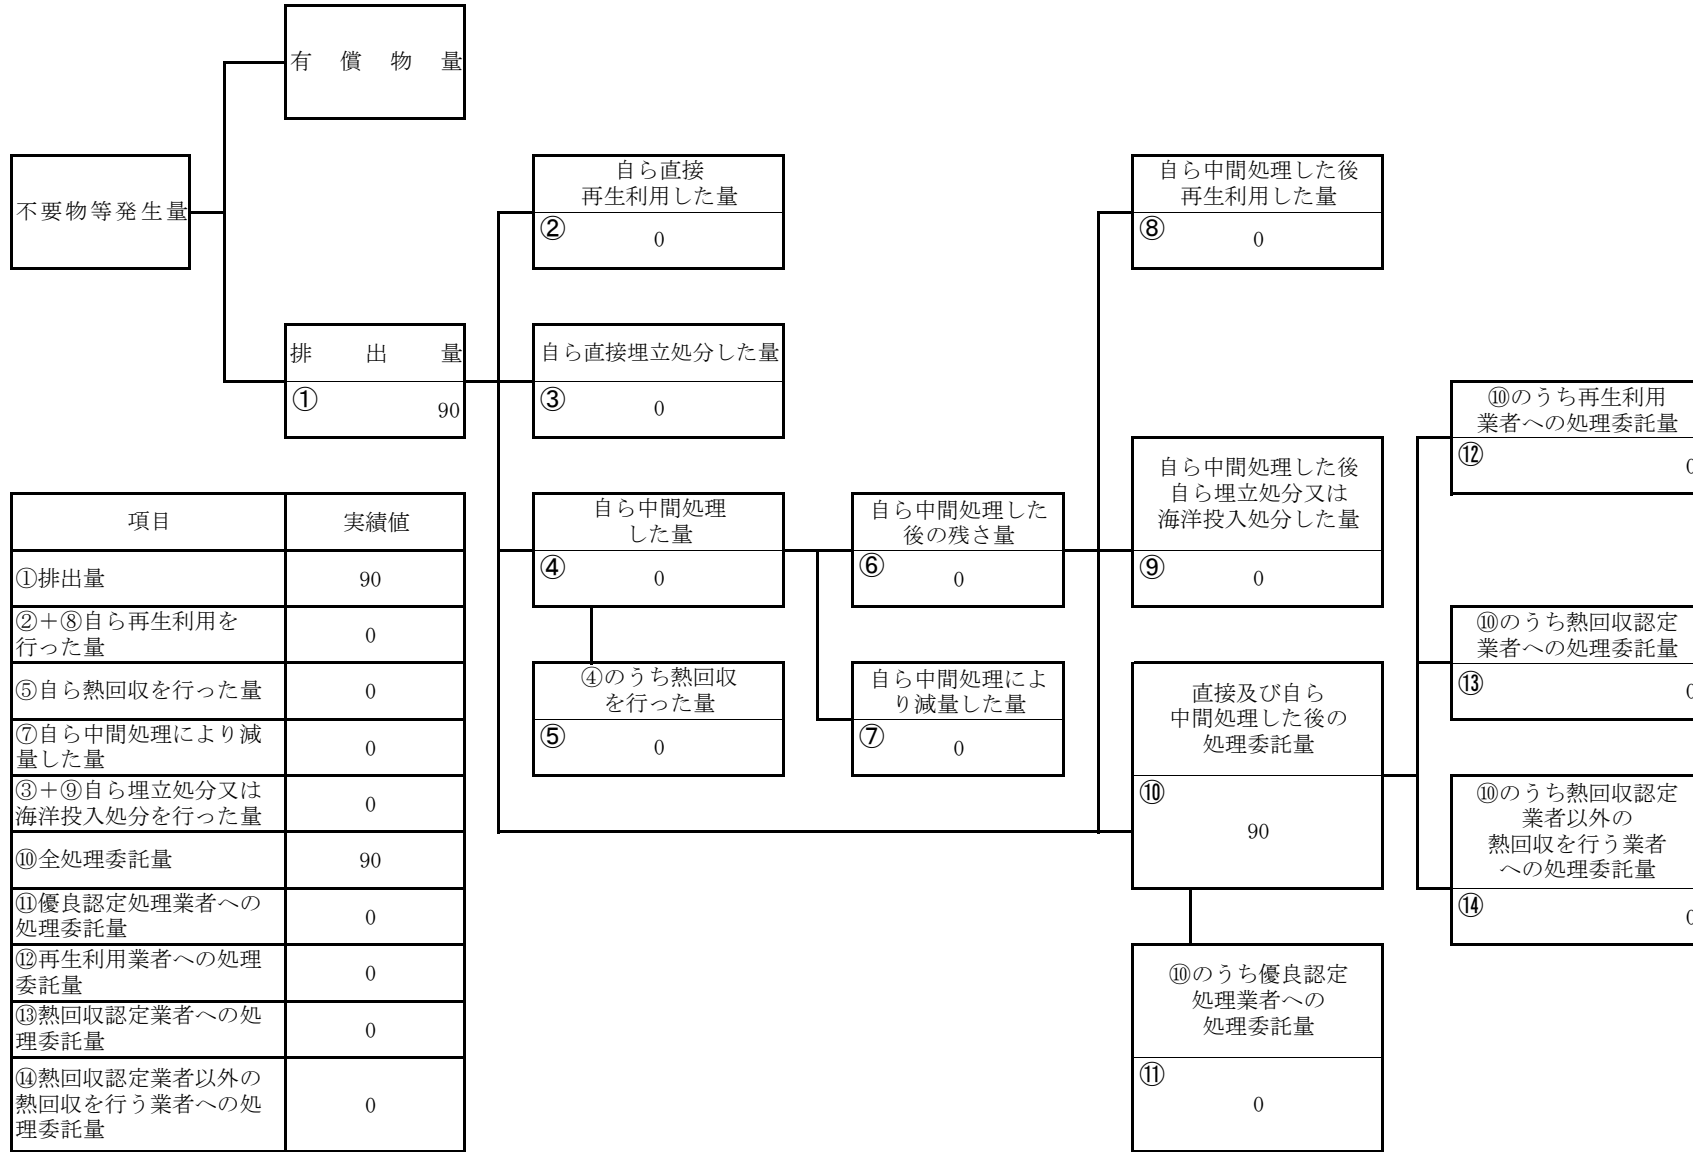 有償物量
不要物等発生量
自ら直接
再生利用した量
②
0
自ら中間処理した後
再生利用した量
⑧
0
排出量
①
90
自ら直接埋立処分した量
③
0
⑩のうち再生利用
業者への処理委託量
⑫
0
自ら中間処理
した量
④
0
自ら中間処理した
後の残さ量
⑥
0
自ら中間処理した後
自ら埋立処分又は
海洋投入処分した量
⑨
0
⑩のうち熱回収認定
業者への処理委託量
⑬
0
④のうち熱回収
を行った量
⑤
0
自ら中間処理によ
り減量した量
⑦
0
直接及び自ら
中間処理した後の
処理委託量
⑩
90
⑩のうち熱回収認定
業者以外の
熱回収を行う業者
への処理委託量
⑭
0
⑩のうち優良認定
処理業者への
処理委託量
⑪
0
項目 実績値
①排出量 90
②＋⑧自ら再生利用を
行った量
0
⑤自ら熱回収を行った量 0
⑦自ら中間処理により減
量した量
0
③＋⑨自ら埋立処分又は
海洋投入処分を行った量
0
⑩全処理委託量 90
⑪優良認定処理業者への
処理委託量
0
⑫再生利用業者への処理
委託量
0
⑬熱回収認定業者への処
理委託量
0
⑭熱回収認定業者以外の
熱回収を行う業者への処
理委託量
0